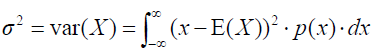 σ² = var(X) = ∫_{-∞}^{∞} (x − E(X))² · p(x) · dx